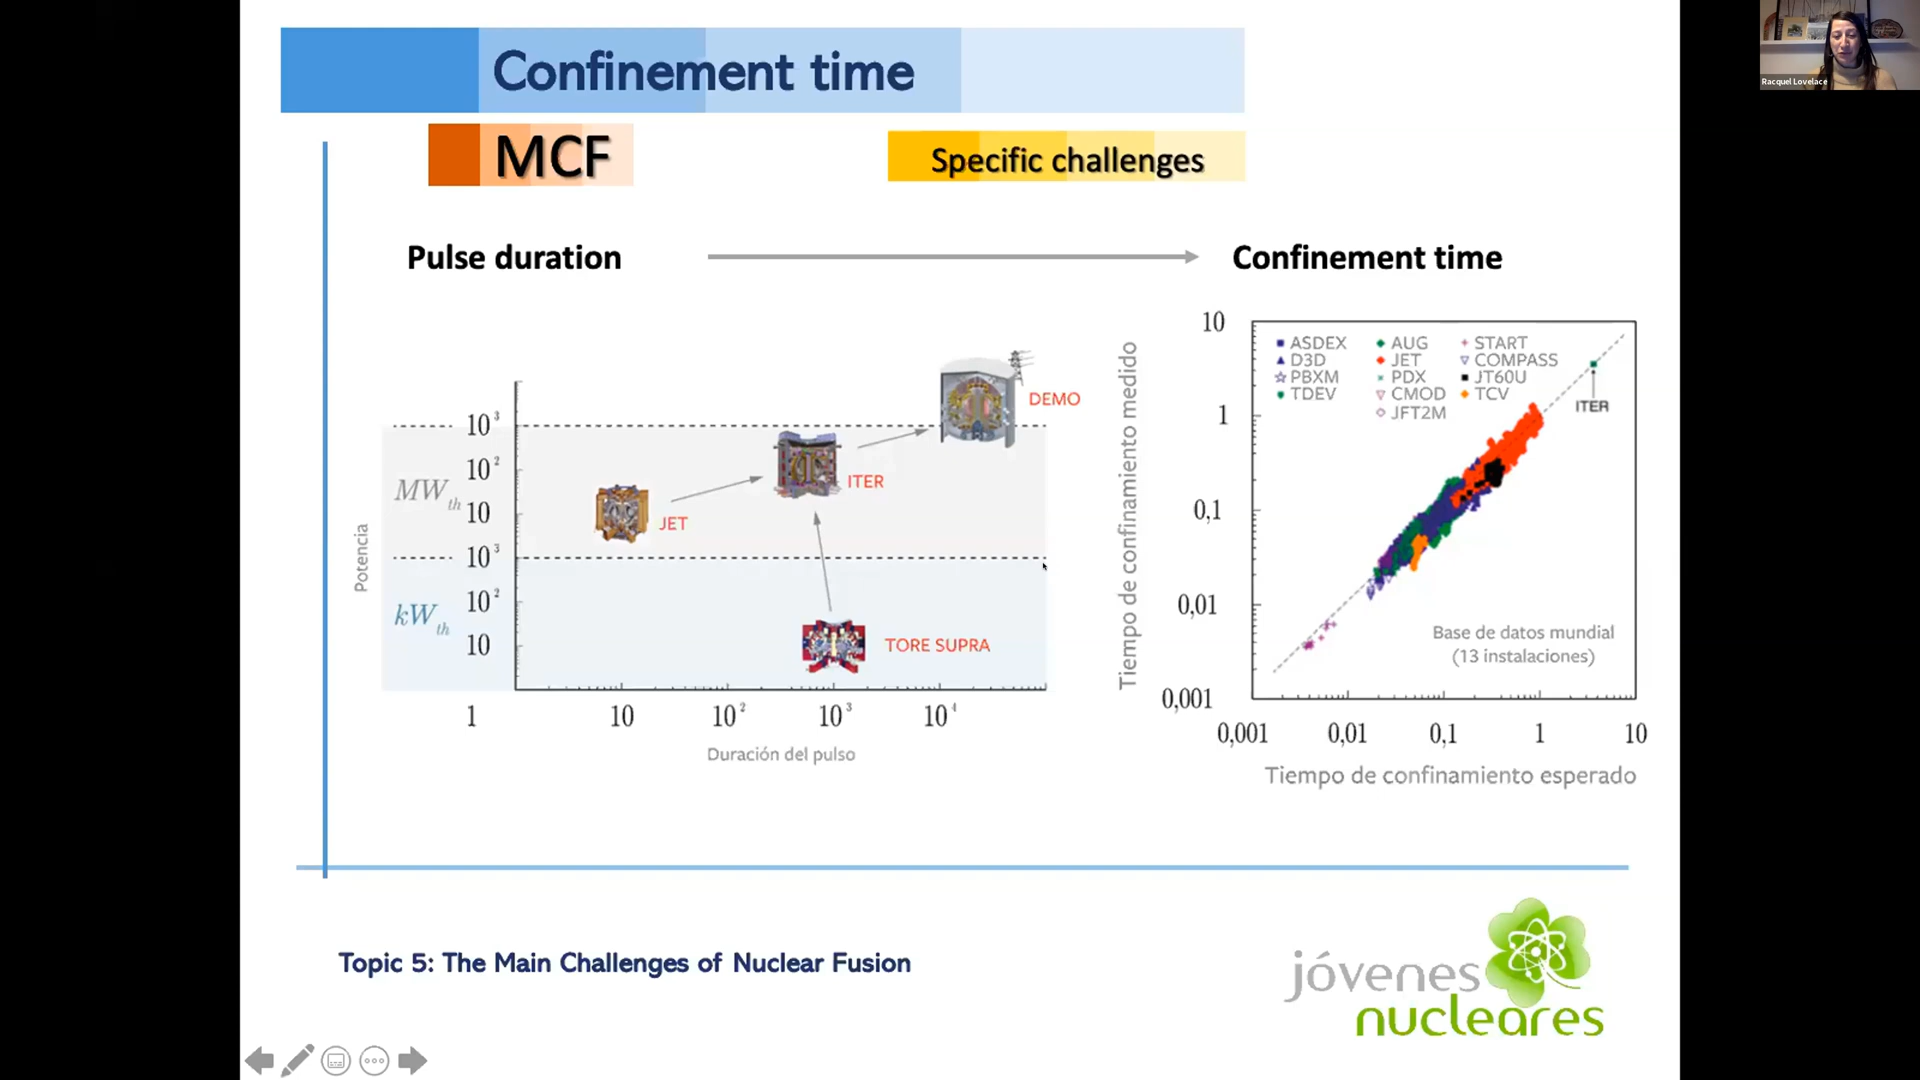 Confinement time
Racquel Lovelace
MCF
Specific challenges
Pulse duration
Confinement time
Potencia
MW_th
kW_th
10³
10²
10
10³
10²
10
JET
ITER
DEMO
TORE SUPRA
1
10
10²
10³
10⁴
Duración del pulso
Tiempo de confinamiento medido
10
1
0,1
0,01
0,001
ASDEX
D3D
PBXM
TDEV
AUG
JET
PDX
CMOD
JFT2M
START
COMPASS
JT60U
TCV
ITER
Base de datos mundial
(13 instalaciones)
0,001
0,01
0,1
1
10
Tiempo de confinamiento esperado
Topic 5: The Main Challenges of Nuclear Fusion
jóvenes
nucleares